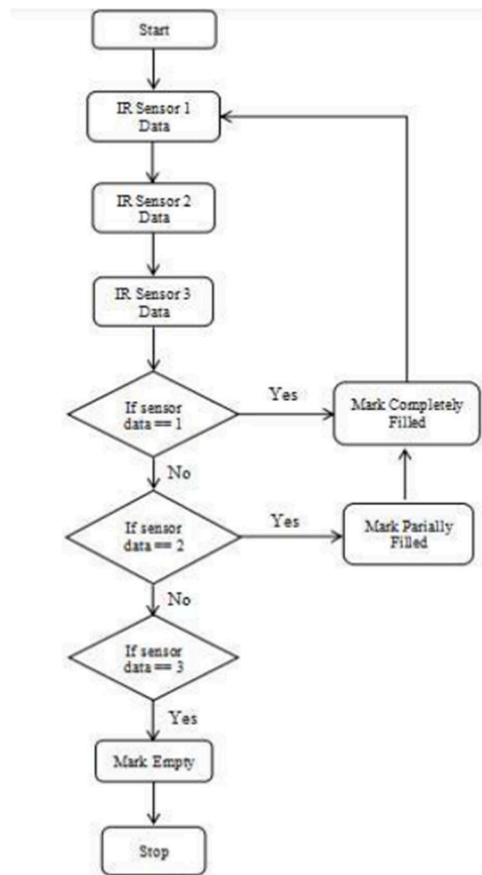 Start
IR Sensor 1
Data
IR Sensor 2
Data
IR Sensor 3
Data
If sensor
data == 1
Yes
Mark Completely
Filled
No
If sensor
data == 2
Yes
Mark Parially
Filled
No
If sensor
data == 3
Yes
Mark Empty
Stop